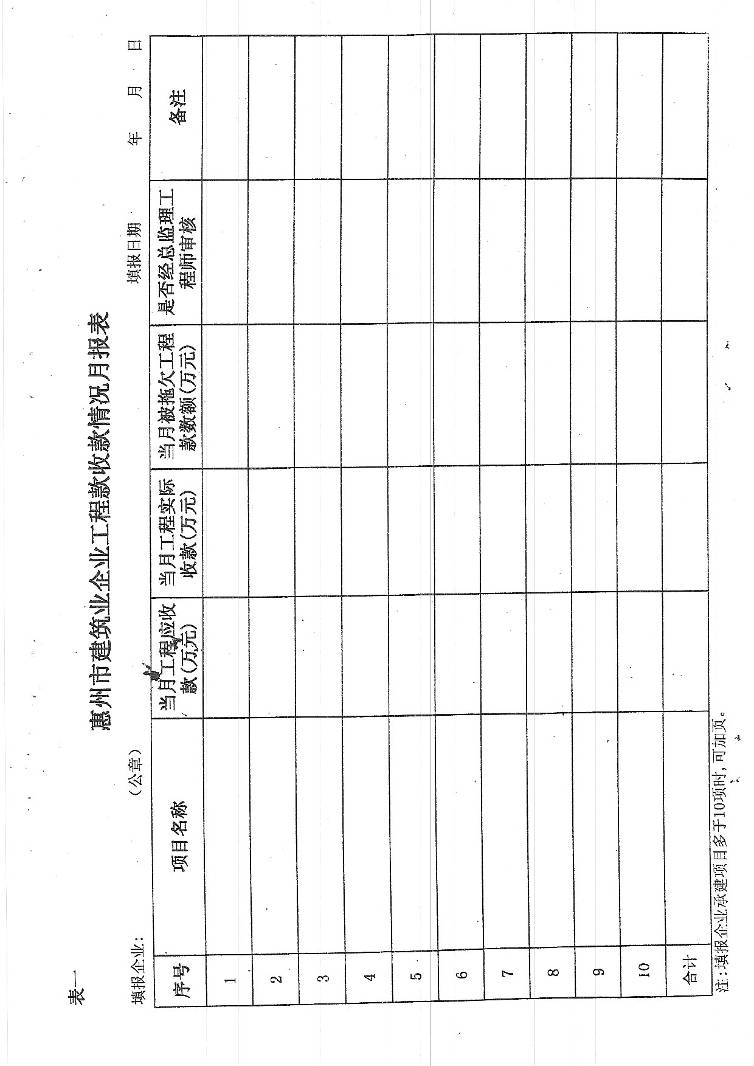 表一
惠州市建筑业企业工程款收款情况月报表
填报企业: （公章） 填报日期 年 月 日
序号 项目名称 当月工程应收款(万元) 当月工程实际收款(万元) 当月被拖欠工程款数额(万元) 是否经总监理工程师审核 备注
1
2
3
4
5
6
7
8
9
10
合计
注:填报企业承建项目多于10项时,可加页。